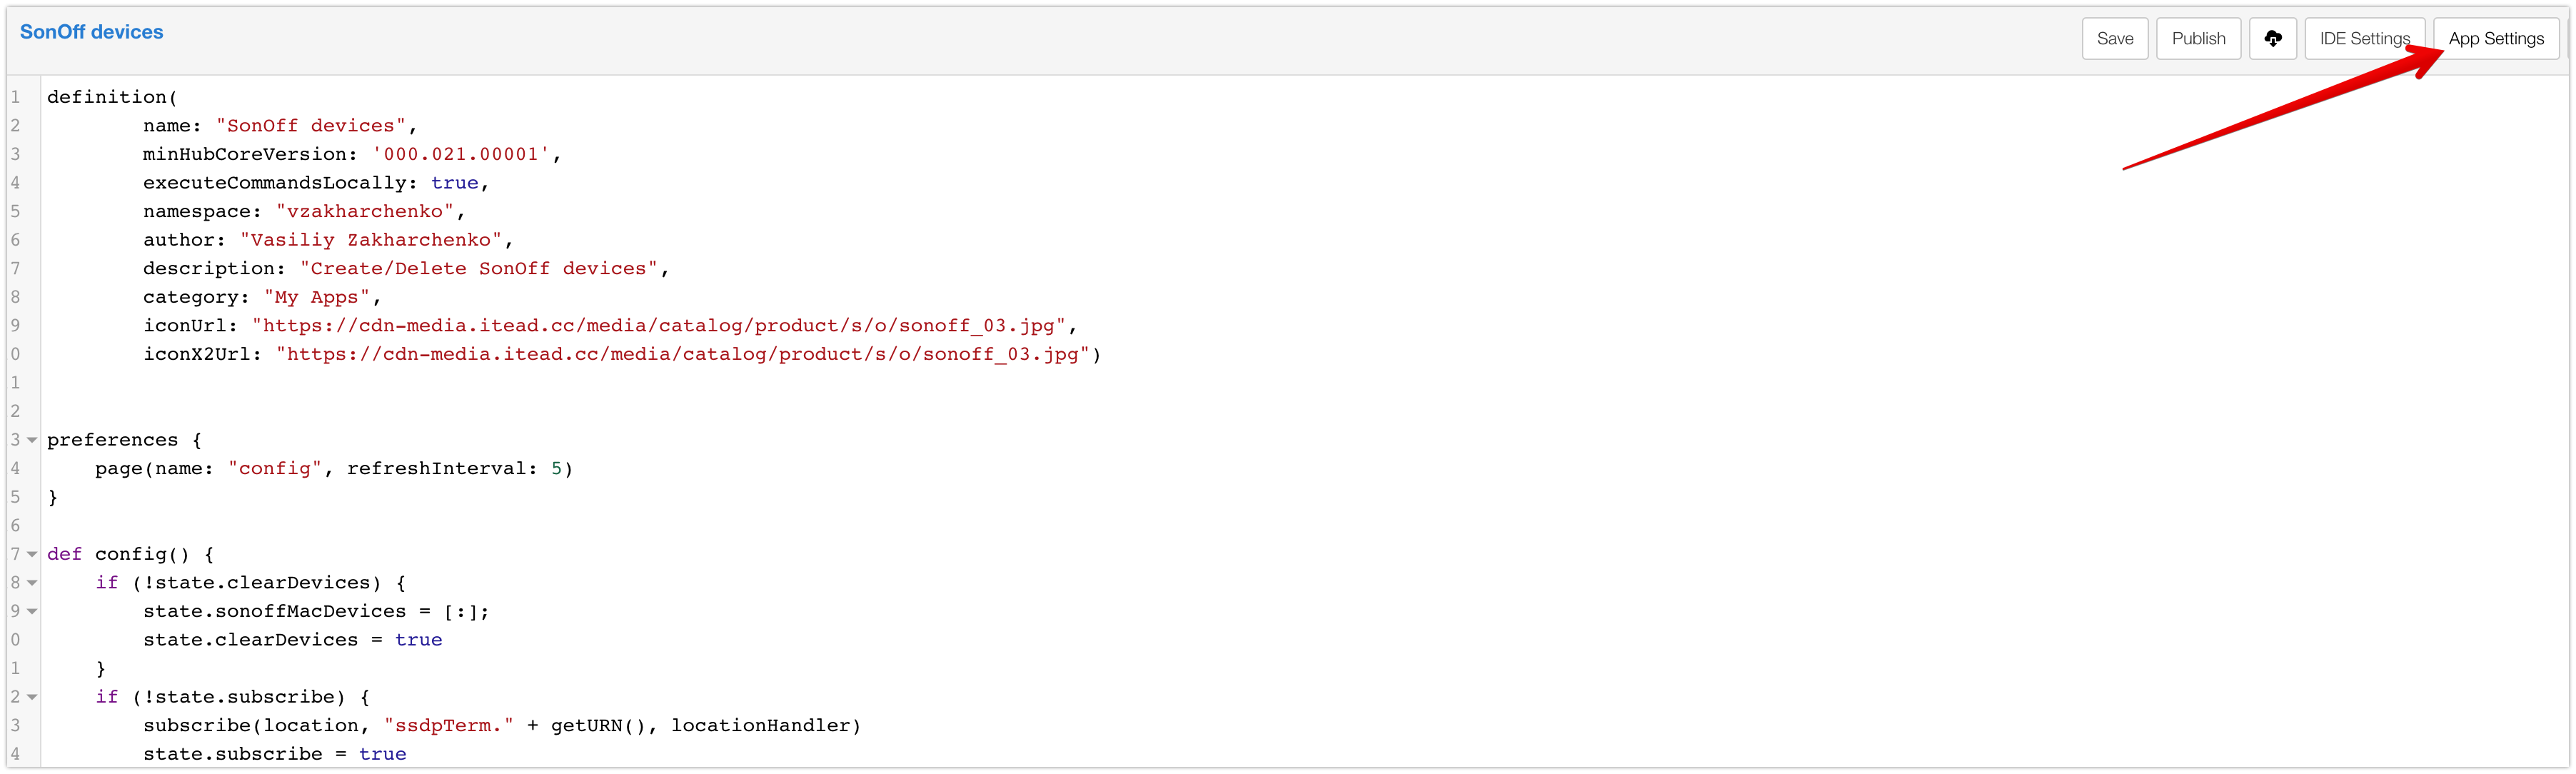 SonOff devices
Save Publish IDE Settings App Settings
1 definition(
2 name: "SonOff devices",
3 minHubCoreVersion: '000.021.00001',
4 executeCommandsLocally: true,
5 namespace: "vzakharchenko",
6 author: "Vasiliy Zakharchenko",
7 description: "Create/Delete SonOff devices",
8 category: "My Apps",
9 iconUrl: "https://cdn-media.itead.cc/media/catalog/product/s/o/sonoff_03.jpg",
0 iconX2Url: "https://cdn-media.itead.cc/media/catalog/product/s/o/sonoff_03.jpg")
1
2
3 preferences {
4 page(name: "config", refreshInterval: 5)
5 }
6
7 def config() {
8 if (!state.clearDevices) {
9 state.sonoffMacDevices = [:];
0 state.clearDevices = true
1 }
2 if (!state.subscribe) {
3 subscribe(location, "ssdpTerm." + getURN(), locationHandler)
4 state.subscribe = true